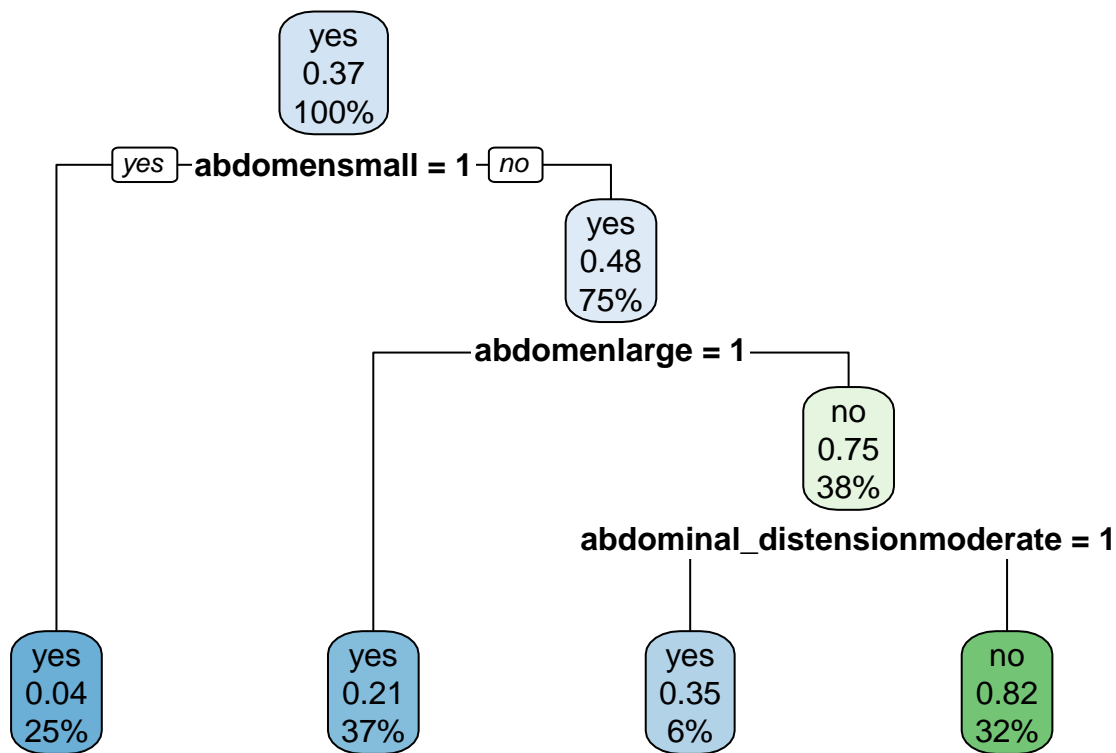 yes
0.37
100%
yes abdomensmall = 1 no
yes
0.48
75%
abdomenlarge = 1
no
0.75
38%
abdominal_distensionmoderate = 1
yes
0.04
25%
yes
0.21
37%
yes
0.35
6%
no
0.82
32%